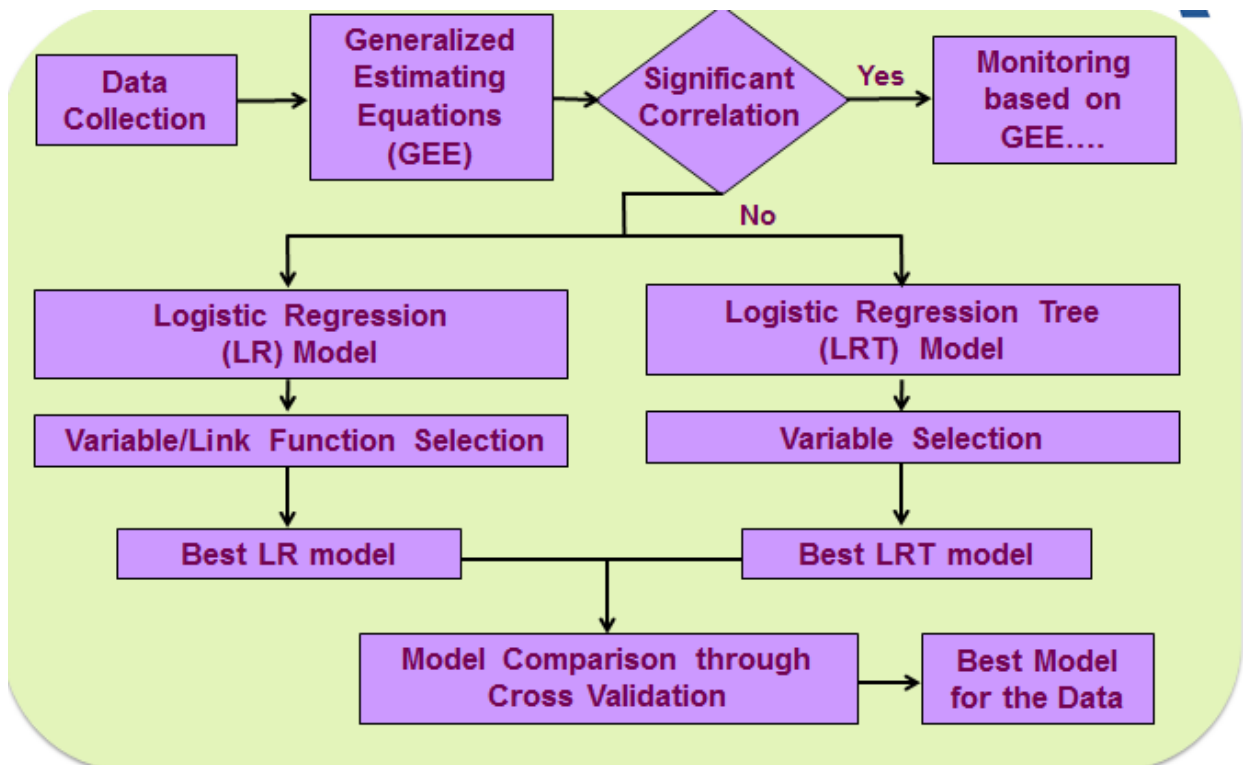 Data
Collection
Generalized
Estimating
Equations
(GEE)
Significant
Correlation
Yes
Monitoring
based on
GEE....
No
Logistic Regression
(LR) Model
Logistic Regression Tree
(LRT) Model
Variable/Link Function Selection
Variable Selection
Best LR model
Best LRT model
Model Comparison through
Cross Validation
Best Model
for the Data